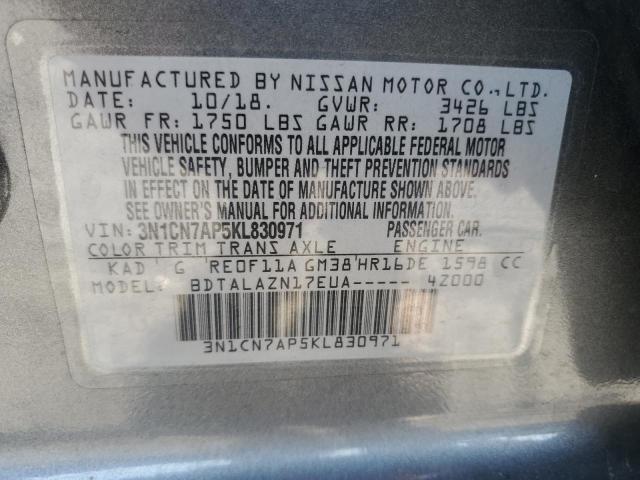 MANUFACTURED BY NISSAN MOTOR CO., LTD.
DATE: 10/18. GVWR: 3426 LBS
GAWR FR: 1750 LBS GAWR RR: 1708 LBS
THIS VEHICLE CONFORMS TO ALL APPLICABLE FEDERAL MOTOR
VEHICLE SAFETY, BUMPER AND THEFT PREVENTION STANDARDS
IN EFFECT ON THE DATE OF MANUFACTURE SHOWN ABOVE.
SEE OWNER'S MANUAL FOR ADDITIONAL INFORMATION.
VIN: 3N1CN7AP5KL830971 PASSENGER CAR.
COLOR TRIM TRANS AXLE ENGINE
KAD G RE0F11A GM38 HR16DE 1598 CC
MODEL: BDTALAZN17EUA----- 4Z000
3N1CN7AP5KL830971